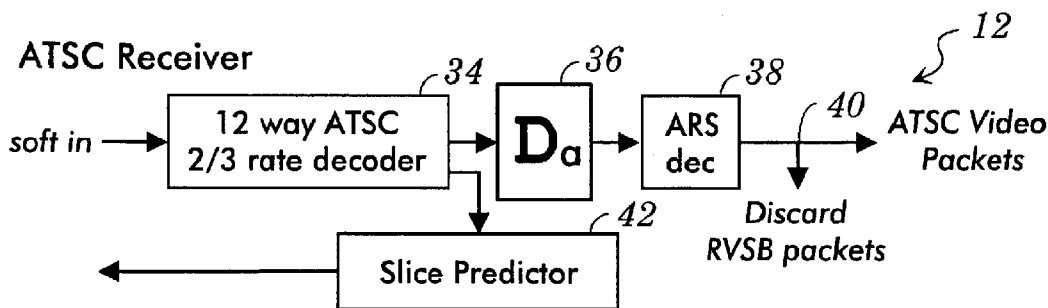 12
ATSC Receiver
34
36
38
soft in
12 way ATSC
2/3 rate decoder
Da
ARS
dec
40
ATSC Video
Packets
Discard
RVSB packets
42
Slice Predictor